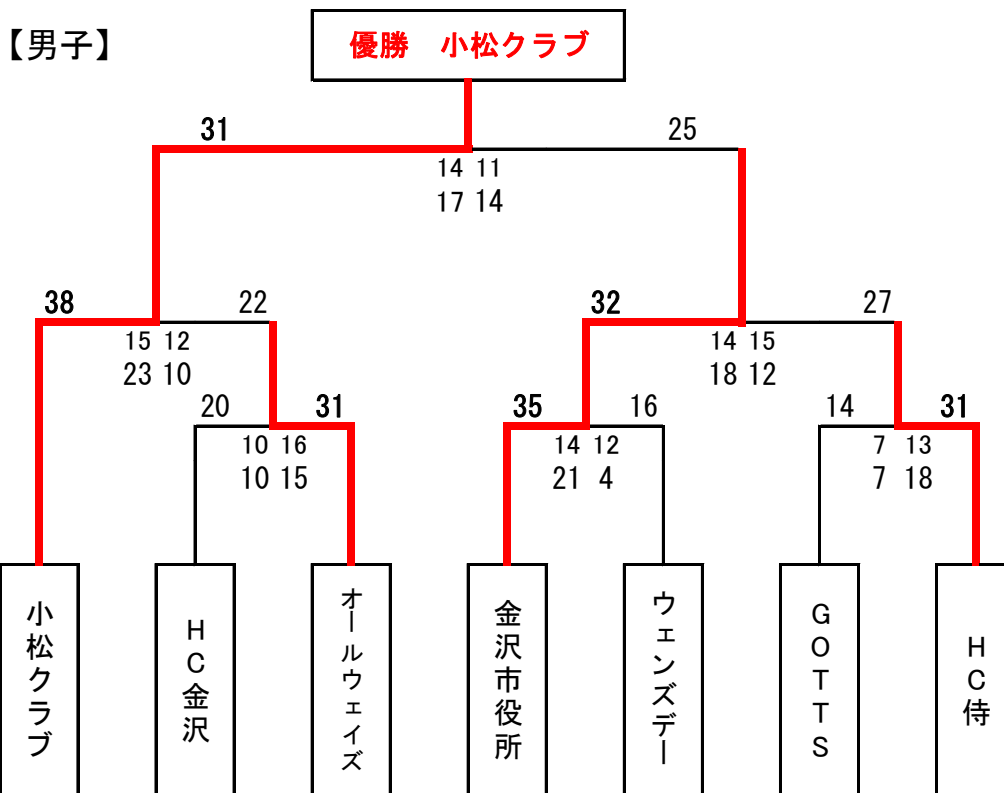 【男子】
優勝　小松クラブ
31 25
14 11
17 14
38 22 32 27
15 12 14 15
23 10 18 12
20 31 35 16 14 31
10 16 14 12 7 13
10 15 21 4 7 18
小松クラブ
HC金沢
オールウェイズ
金沢市役所
ウェンズデー
GOTTS
HC侍